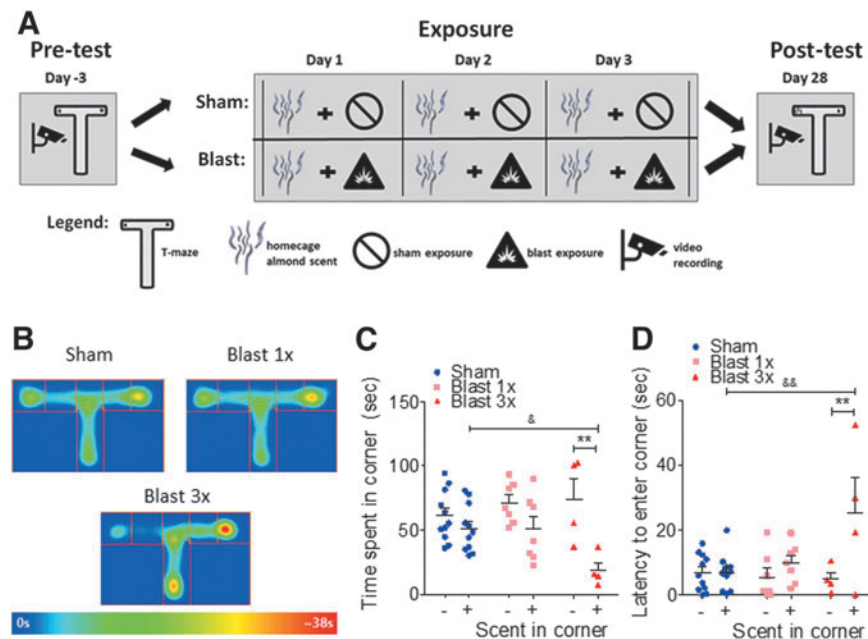 A
Exposure
Pre-test
Post-test
Day -3
Day 1
Day 2
Day 3
Day 28
Sham:
+
+
+
Blast:
+
+
+
Legend:
T-maze
homecage
almond scent
sham exposure
blast exposure
video
recording
B
Sham
Blast 1x
Blast 3x
0s
~38s
C
Sham
Blast 1x
Blast 3x
Time spent in corner (sec)
150
100
50
0
&
**
- + - + - +
Scent in corner
D
Sham
Blast 1x
Blast 3x
Latency to enter corner (sec)
60
40
20
0
&&
**
- + - + - +
Scent in corner